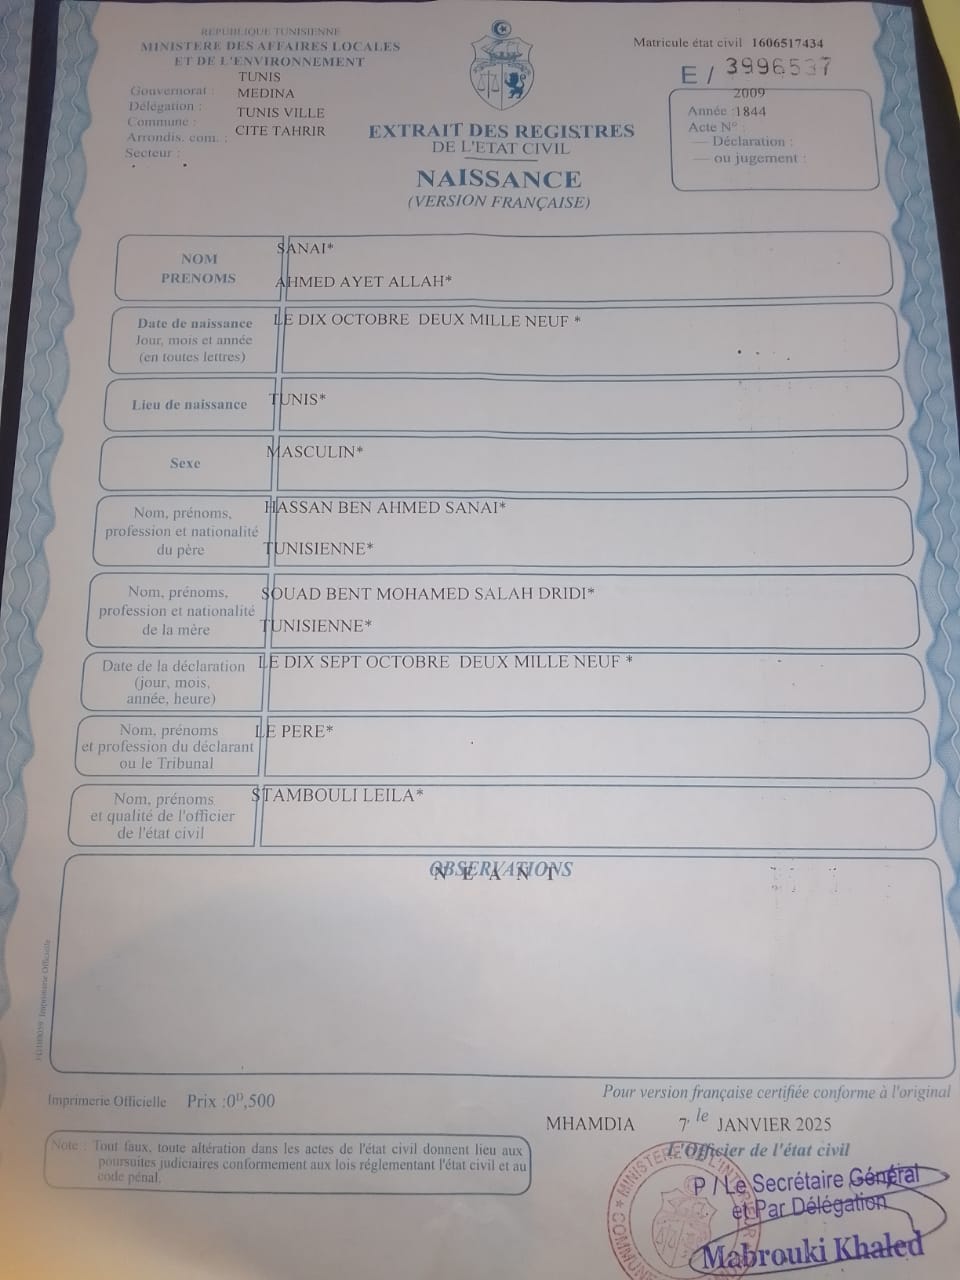 REPUBLIQUE TUNISIENNE
MINISTERE DES AFFAIRES LOCALES
ET DE L'ENVIRONNEMENT
Gouvernorat : TUNIS
Délégation : MEDINA
Commune : TUNIS VILLE
Arrondis. com. : CITE TAHRIR
Secteur :
Matricule état civil 1606517434
E / 3996537
2009
Année :1844
Acte N° :
— Déclaration :
— ou jugement :
EXTRAIT DES REGISTRES
DE L'ETAT CIVIL
NAISSANCE
(VERSION FRANÇAISE)
NOM SANAI*
PRENOMS AHMED AYET ALLAH*
Date de naissance LE DIX OCTOBRE DEUX MILLE NEUF *
Jour, mois et année
(en toutes lettres)
Lieu de naissance TUNIS*
Sexe MASCULIN*
Nom, prénoms, HASSAN BEN AHMED SANAI*
profession et nationalité
du père TUNISIENNE*
Nom, prénoms, SOUAD BENT MOHAMED SALAH DRIDI*
profession et nationalité
de la mère TUNISIENNE*
Date de la déclaration LE DIX SEPT OCTOBRE DEUX MILLE NEUF *
(jour, mois,
année, heure)
Nom, prénoms LE PERE*
et profession du déclarant
ou le Tribunal
Nom, prénoms STAMBOULI LEILA*
et qualité de l'officier
de l'état civil
OBSERVATIONS
N E A N T
Imprimerie Officielle Prix :0ᴰ,500
Pour version française certifiée conforme à l'original
MHAMDIA 7, le JANVIER 2025
L'Officier de l'état civil
Note : Tout faux, toute altération dans les actes de l'état civil donnent lieu aux
poursuites judiciaires conformement aux lois réglementant l'état civil et au
code pénal.
P / Le Secrétaire Général
et Par Délégation
Mabrouki Khaled